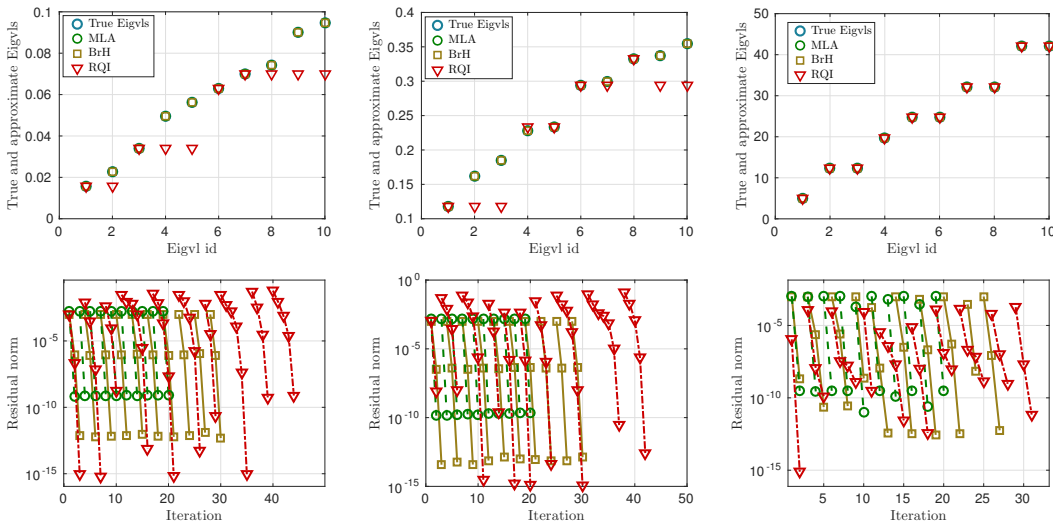 True and approximate Eigvls
0.1
0.08
0.06
0.04
0.02
0
True Eigvls
MLA
BrH
RQI
0 2 4 6 8 10
Eigvl id
True and approximate Eigvls
0.4
0.35
0.3
0.25
0.2
0.15
0.1
True Eigvls
MLA
BrH
RQI
0 2 4 6 8 10
Eigvl id
True and approximate Eigvls
50
40
30
20
10
0
True Eigvls
MLA
BrH
RQI
0 2 4 6 8 10
Eigvl id
Residual norm
10^-5
10^-10
10^-15
0 10 20 30 40
Iteration
Residual norm
10^0
10^-5
10^-10
10^-15
0 10 20 30 40 50
Iteration
Residual norm
10^-5
10^-10
10^-15
5 10 15 20 25 30
Iteration